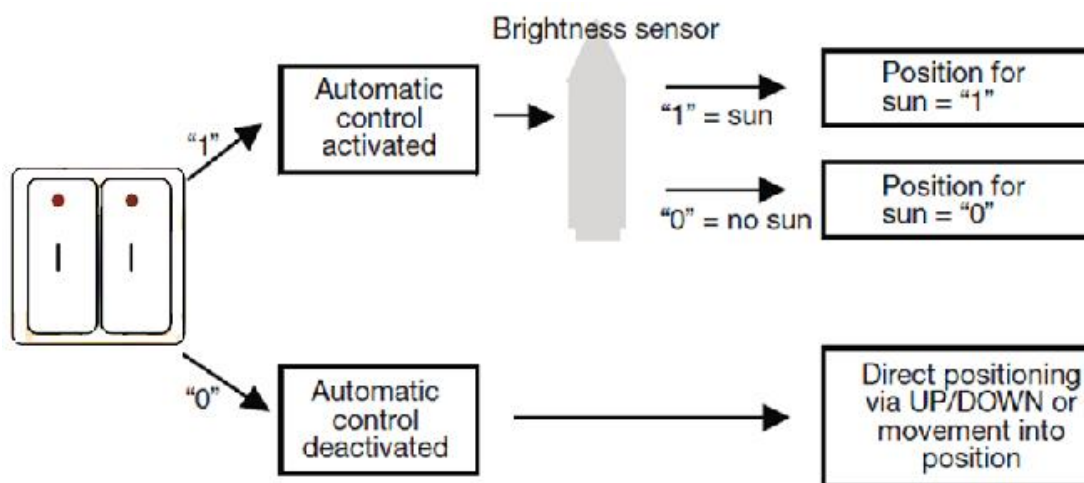 Brightness sensor
“1”
Automatic
control
activated
“1” = sun
Position for
sun = “1”
“0” = no sun
Position for
sun = “0”
“0”
Automatic
control
deactivated
Direct positioning
via UP/DOWN or
movement into
position